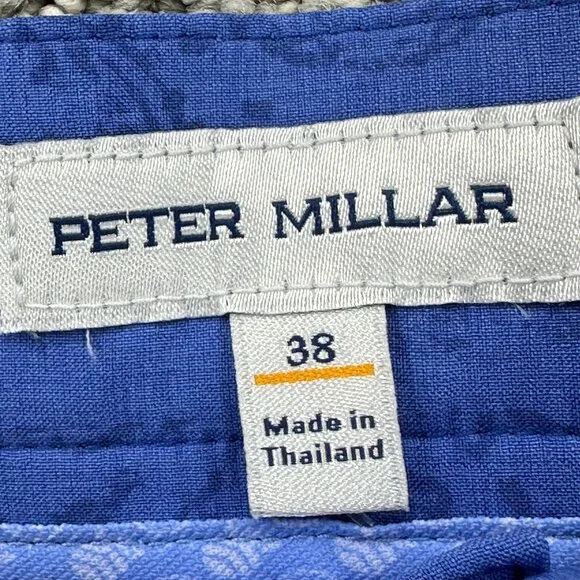 PETER MILLAR
38
Made in
Thailand